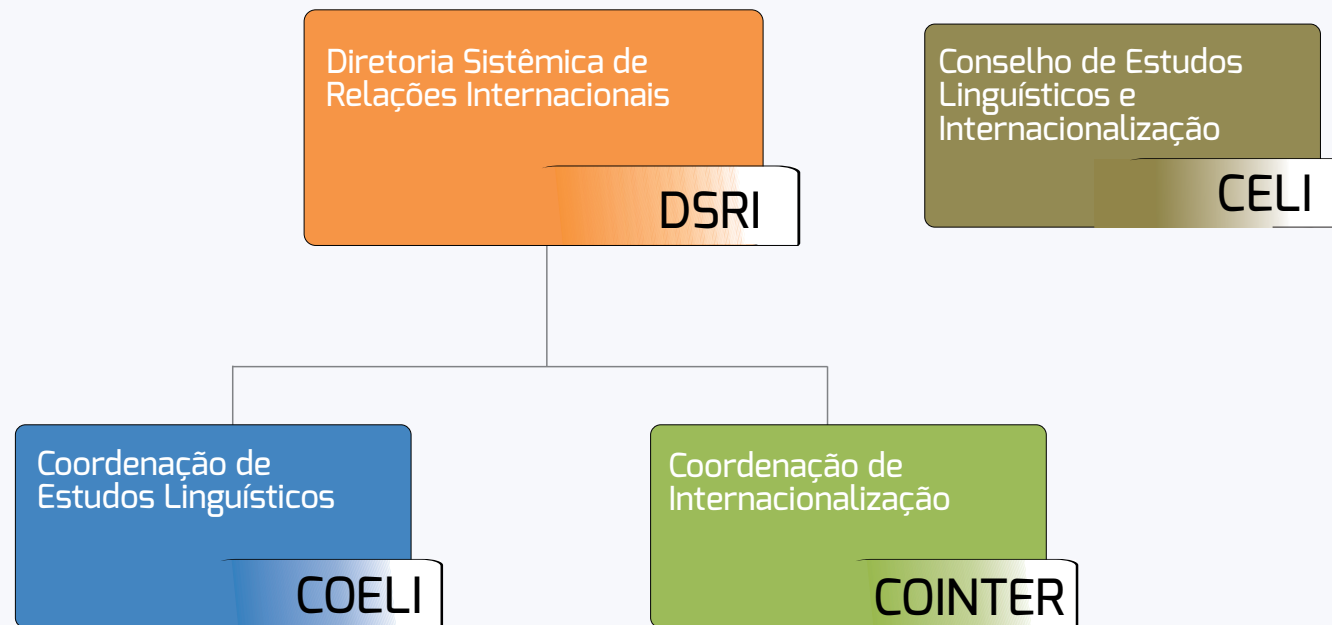 Diretoria Sistêmica de
Relações Internacionais
DSRI
Conselho de Estudos
Linguísticos e
Internacionalização
CELI
Coordenação de
Estudos Linguísticos
COELI
Coordenação de
Internacionalização
COINTER